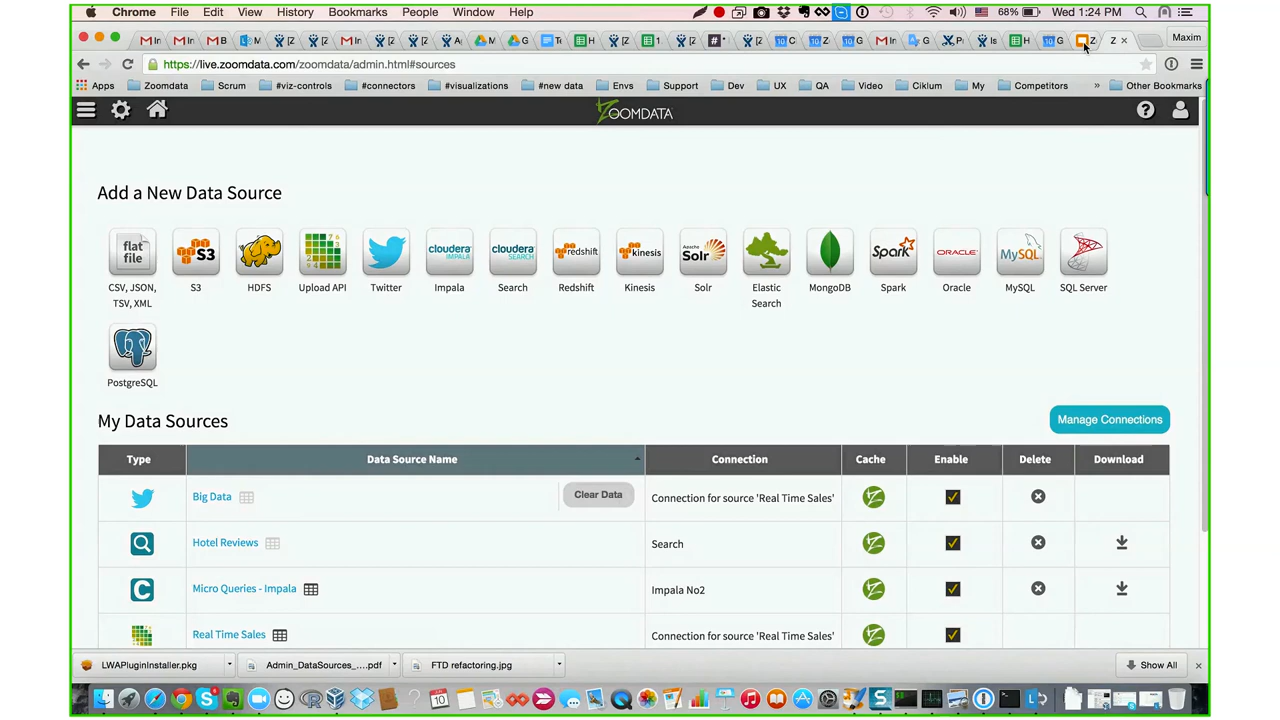 Chrome File Edit View History Bookmarks People Window Help 68% Wed 1:24 PM
Maxim
https://live.zoomdata.com/zoomdata/admin.html#sources
Apps Zoomdata Scrum #viz-controls #connectors #visualizations #new data Envs Support Dev UX QA Video Ciklum My Competitors » Other Bookmarks
ZOOMDATA
Add a New Data Source
flat file
S3
cloudera IMPALA
cloudera SEARCH
redshift
kinesis
Apache Solr
Spark
ORACLE
MySQL
CSV, JSON, TSV, XML
S3
HDFS
Upload API
Twitter
Impala
Search
Redshift
Kinesis
Solr
Elastic Search
MongoDB
Spark
Oracle
MySQL
SQL Server
PostgreSQL
My Data Sources
Manage Connections
Type Data Source Name Connection Cache Enable Delete Download
Big Data Clear Data Connection for source 'Real Time Sales'
Hotel Reviews Search
Micro Queries - Impala Impala No2
Real Time Sales Connection for source 'Real Time Sales'
LWAPluginInstaller.pkg Admin_DataSources_....pdf FTD refactoring.jpg Show All